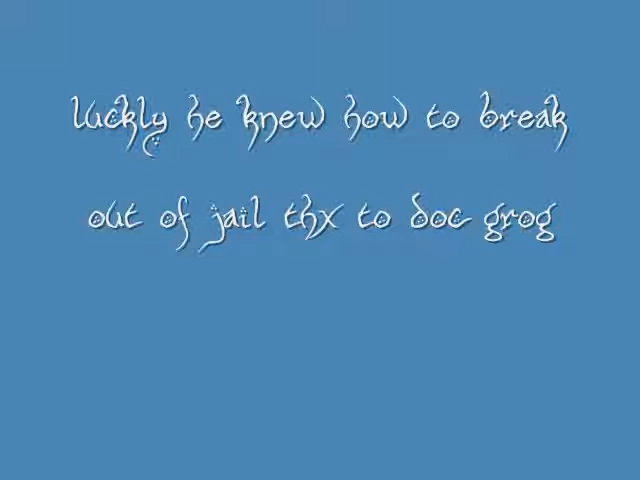 luckly he knew how to break
out of jail thx to doc grog